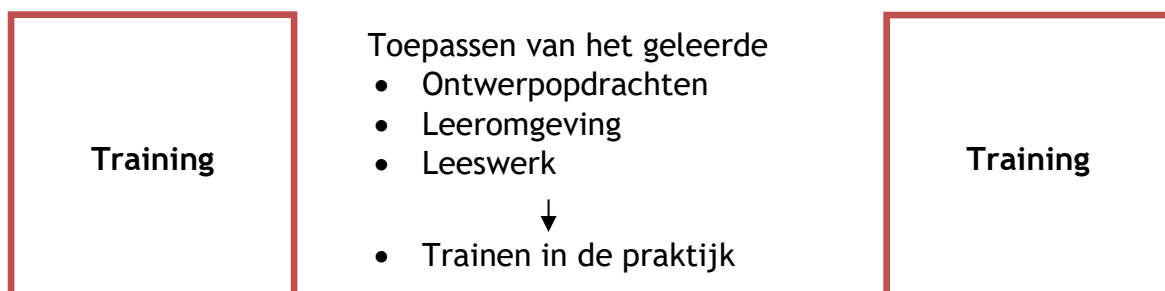 Training
Toepassen van het geleerde
• Ontwerpopdrachten
• Leeromgeving
• Leeswerk
• Trainen in de praktijk
Training